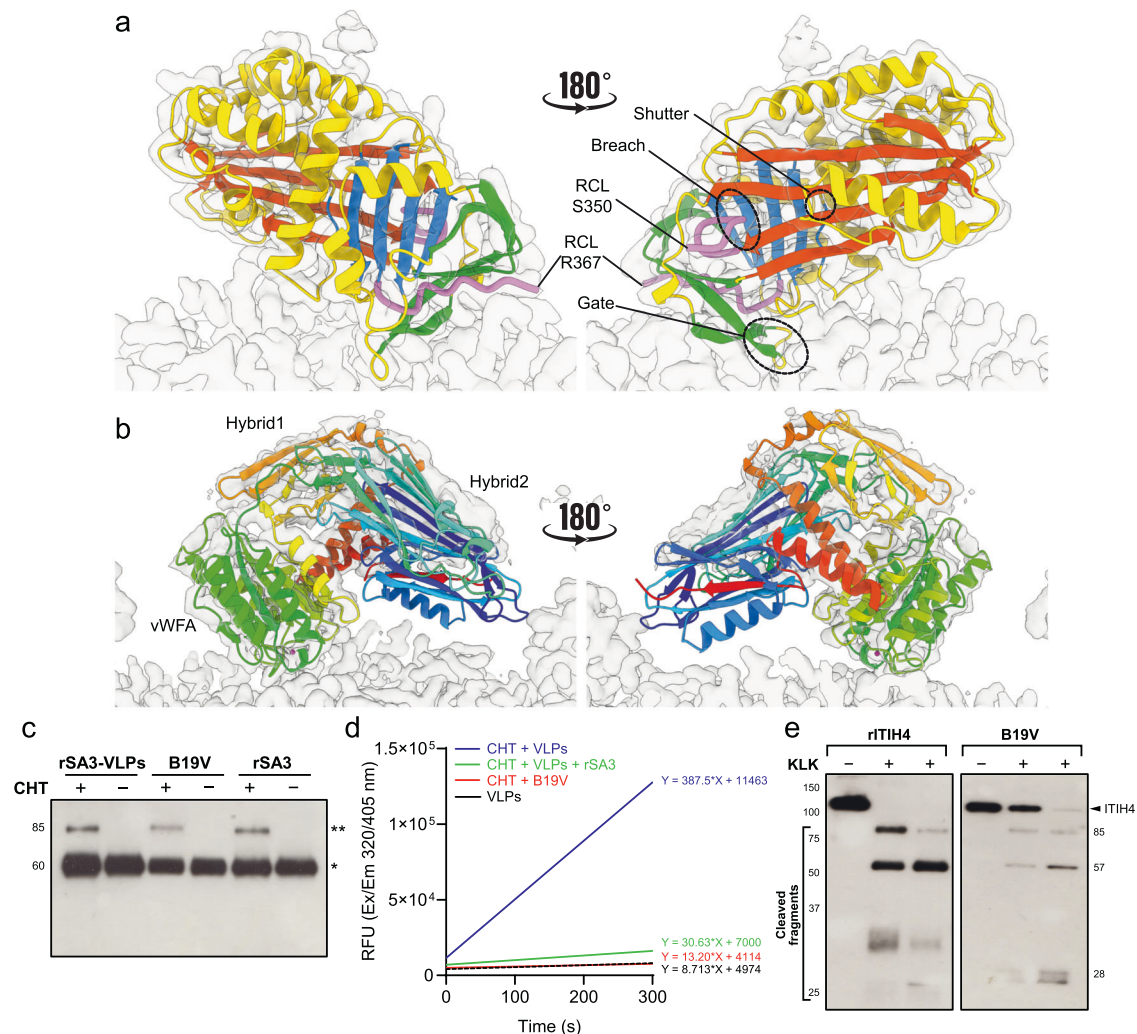 a
180°
Shutter
Breach
RCL
S350
RCL
R367
Gate
b
Hybrid1
Hybrid2
180°
vWFA
c
rSA3-VLPs B19V rSA3
CHT + − + − + −
85 **
60 *
d
1.5×10⁵
1×10⁵
5×10⁴
0
RFU (Ex/Em 320/405 nm)
CHT + VLPs
CHT + VLPs + rSA3
CHT + B19V
VLPs
Y = 387.5*X + 11463
Y = 30.63*X + 7000
Y = 13.20*X + 4114
Y = 8.713*X + 4974
0 100 200 300
Time (s)
e
rITIH4 B19V
KLK − + + − + +
150
100
75
50
37
25
Cleaved
fragments
ITIH4
85
57
28